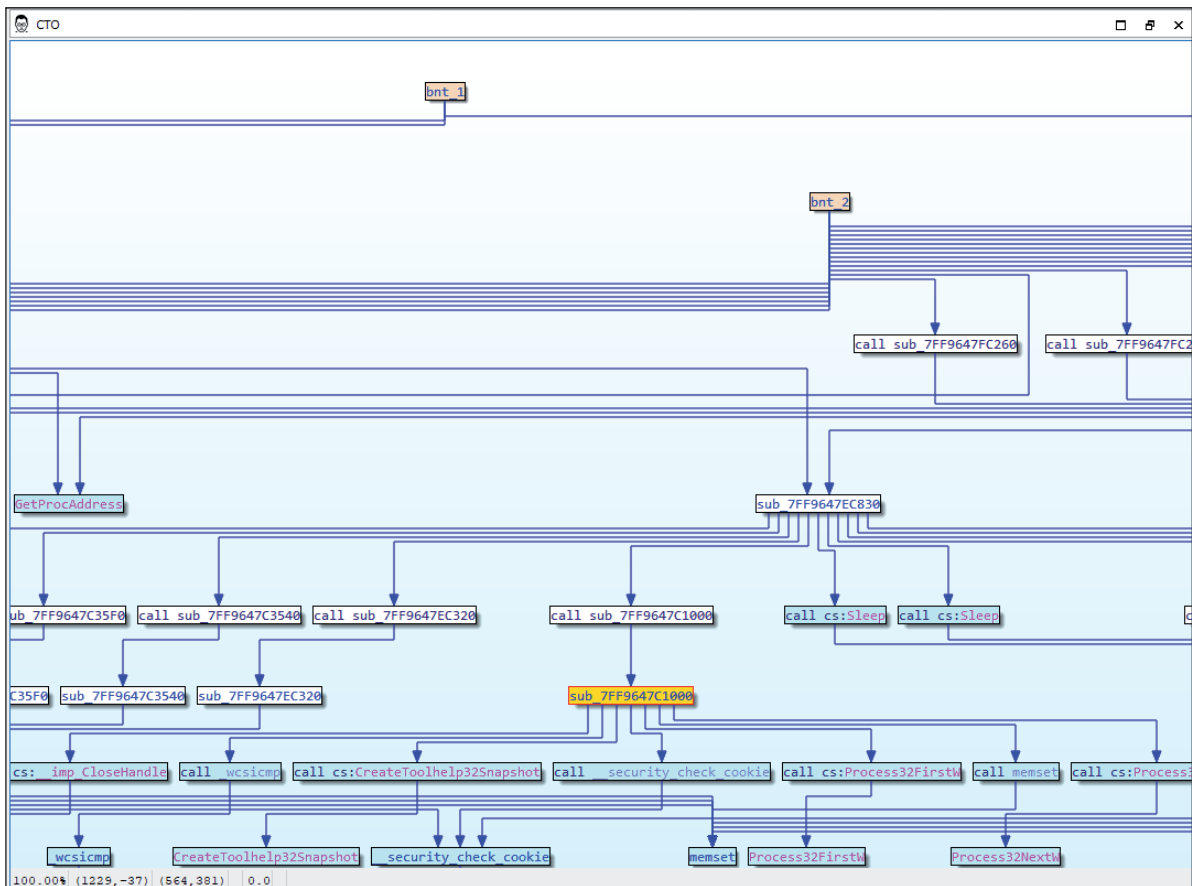 CTO
bnt_1
bnt_2
call sub_7FF9647FC260
call sub_7FF9647FC2
GetProcAddress
sub_7FF9647EC830
ub_7FF9647C35F0
call sub_7FF9647C3540
call sub_7FF9647EC320
call sub_7FF9647C1000
call cs:Sleep
call cs:Sleep
c
C35F0
sub_7FF9647C3540
sub_7FF9647EC320
sub_7FF9647C1000
cs:__imp_CloseHandle
call _wcsicmp
call cs:CreateToolhelp32Snapshot
call __security_check_cookie
call cs:Process32FirstW
call memset
call cs:Process3
_wcsicmp
CreateToolhelp32Snapshot
__security_check_cookie
memset
Process32FirstW
Process32NextW
100.00% (1229,-37) (564,381) 0.0